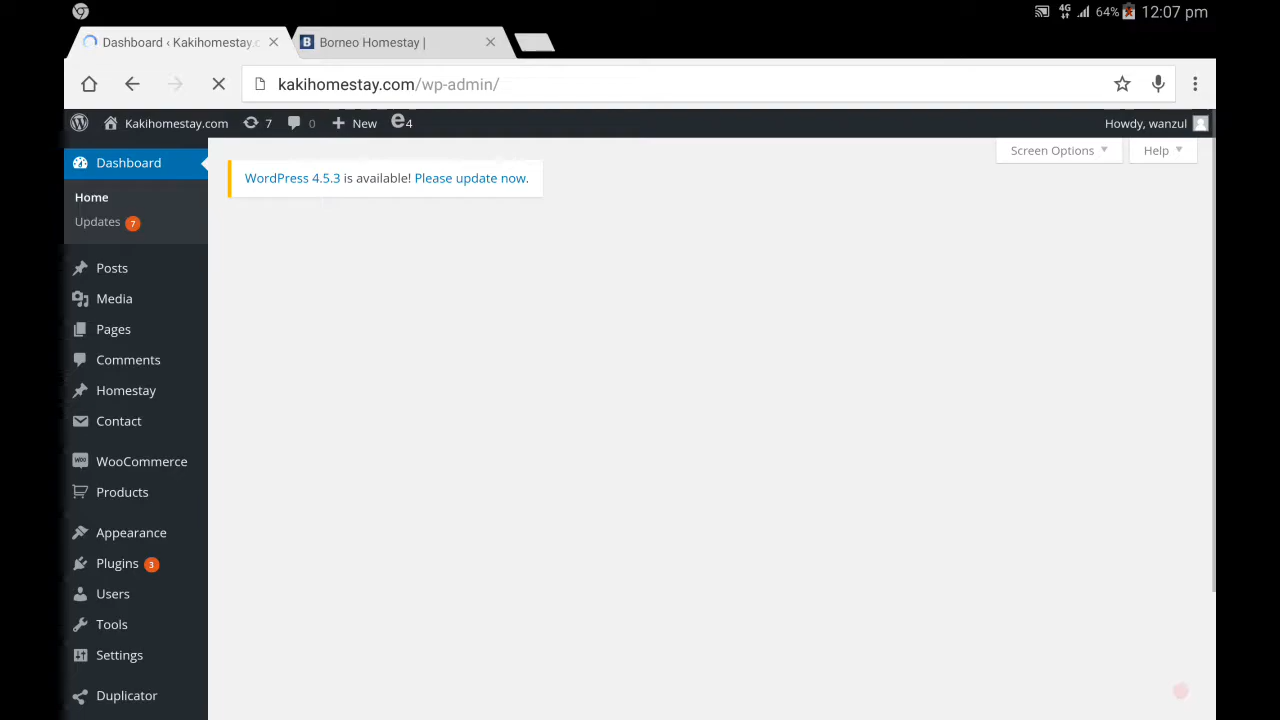 64% 12:07 pm
4G
Dashboard ‹ Kakihomestay.c
Borneo Homestay |
kakihomestay.com/wp-admin/
Kakihomestay.com 7 0 New 4 Howdy, wanzul
Dashboard
Screen Options ▼ Help ▼
WordPress 4.5.3 is available! Please update now.
Home
Updates 7
Posts
Media
Pages
Comments
Homestay
Contact
WooCommerce
Products
Appearance
Plugins 3
Users
Tools
Settings
Duplicator